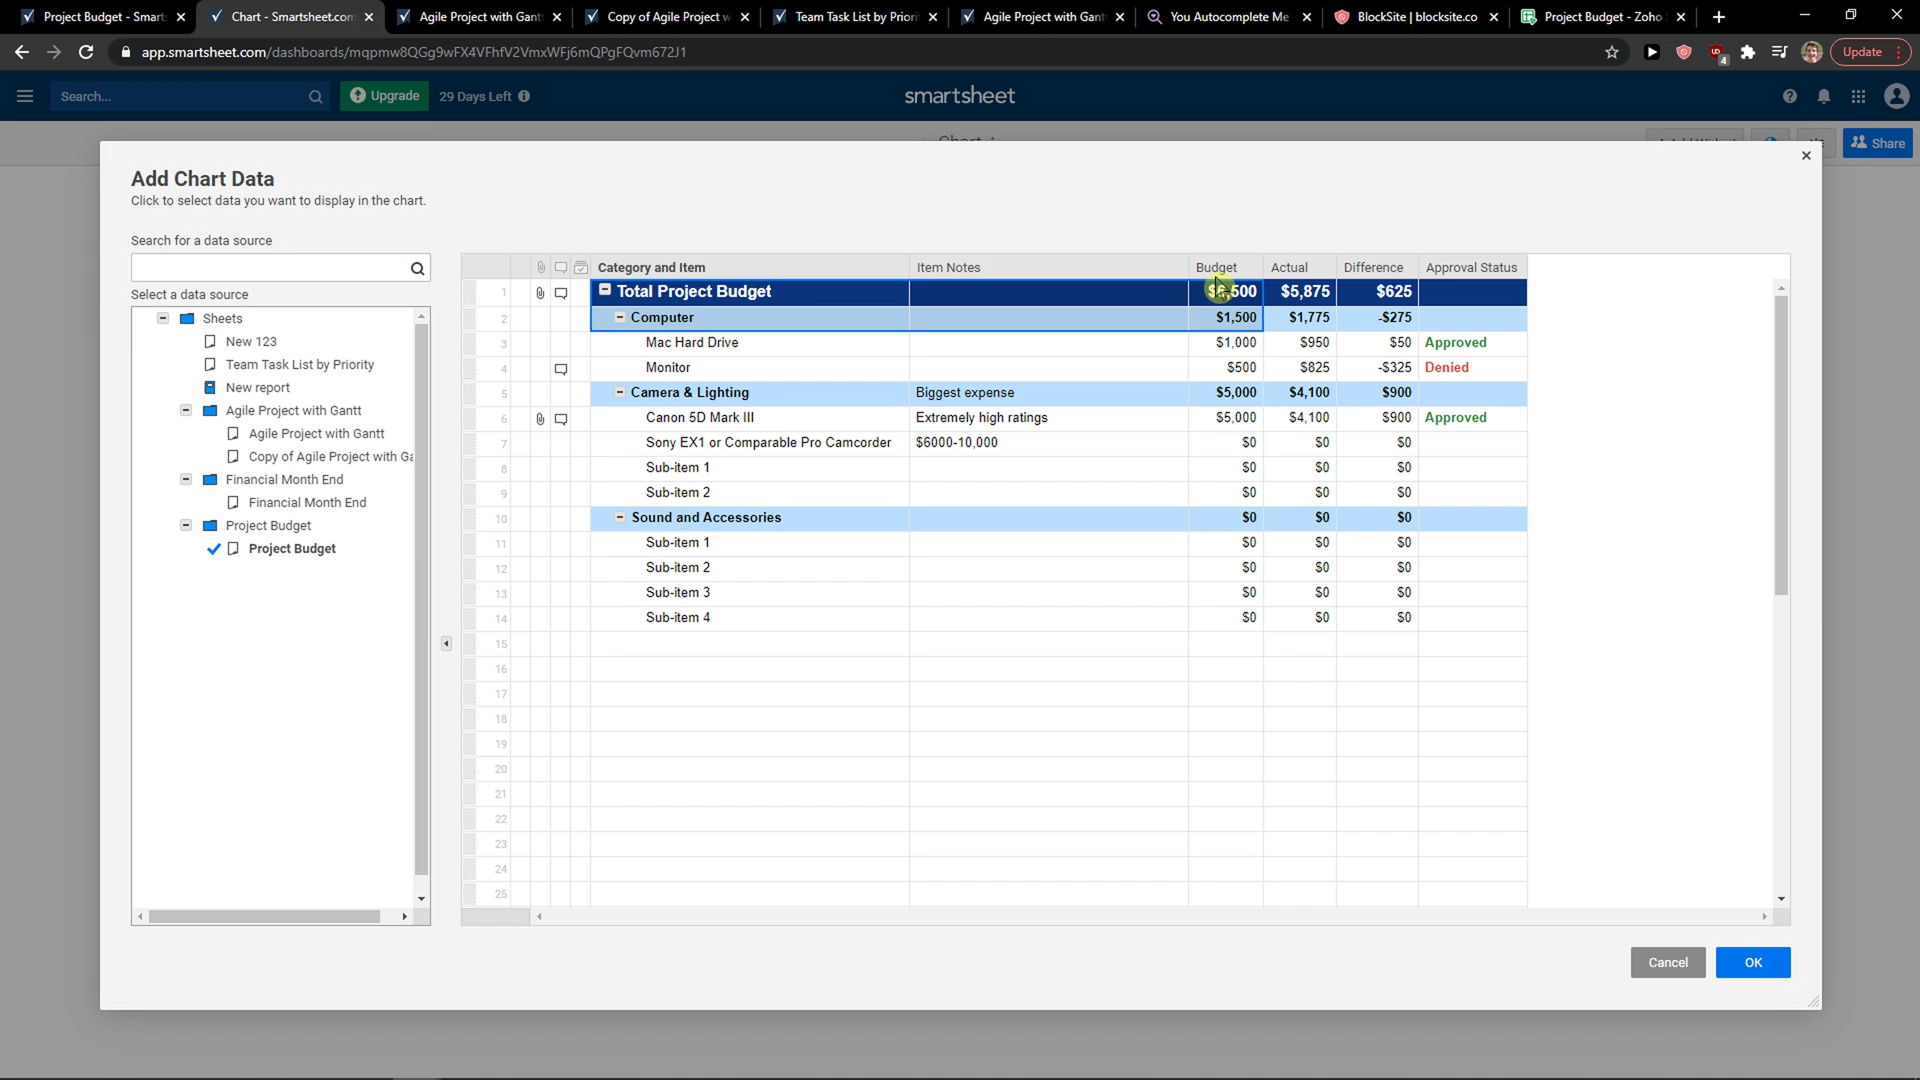 Project Budget - Smart
Chart - Smartsheet.com
Agile Project with Gantt
Copy of Agile Project w
Team Task List by Priori
Agile Project with Gant
You Autocomplete Me
BlockSite | blocksite.co
Project Budget - Zoho
app.smartsheet.com/dashboards/mqpmw8QGg9wFX4VFhfV2VmxWFj6mQPgFQvm672J1
4
Update
Search...
Upgrade
29 Days Left
smartsheet
Share
Add Chart Data
Click to select data you want to display in the chart.
Search for a data source
Select a data source
Sheets
New 123
Team Task List by Priority
New report
Agile Project with Gantt
Agile Project with Gantt
Copy of Agile Project with Ga
Financial Month End
Financial Month End
Project Budget
Project Budget
Category and Item Item Notes Budget Actual Difference Approval Status
1 Total Project Budget $6,500 $5,875 $625
2 Computer $1,500 $1,775 -$275
3 Mac Hard Drive $1,000 $950 $50 Approved
4 Monitor $500 $825 -$325 Denied
5 Camera & Lighting Biggest expense $5,000 $4,100 $900
6 Canon 5D Mark III Extremely high ratings $5,000 $4,100 $900 Approved
7 Sony EX1 or Comparable Pro Camcorder $6000-10,000 $0 $0 $0
8 Sub-item 1 $0 $0 $0
9 Sub-item 2 $0 $0 $0
10 Sound and Accessories $0 $0 $0
11 Sub-item 1 $0 $0 $0
12 Sub-item 2 $0 $0 $0
13 Sub-item 3 $0 $0 $0
14 Sub-item 4 $0 $0 $0
15
16
17
18
19
20
21
22
23
24
25
Cancel
OK